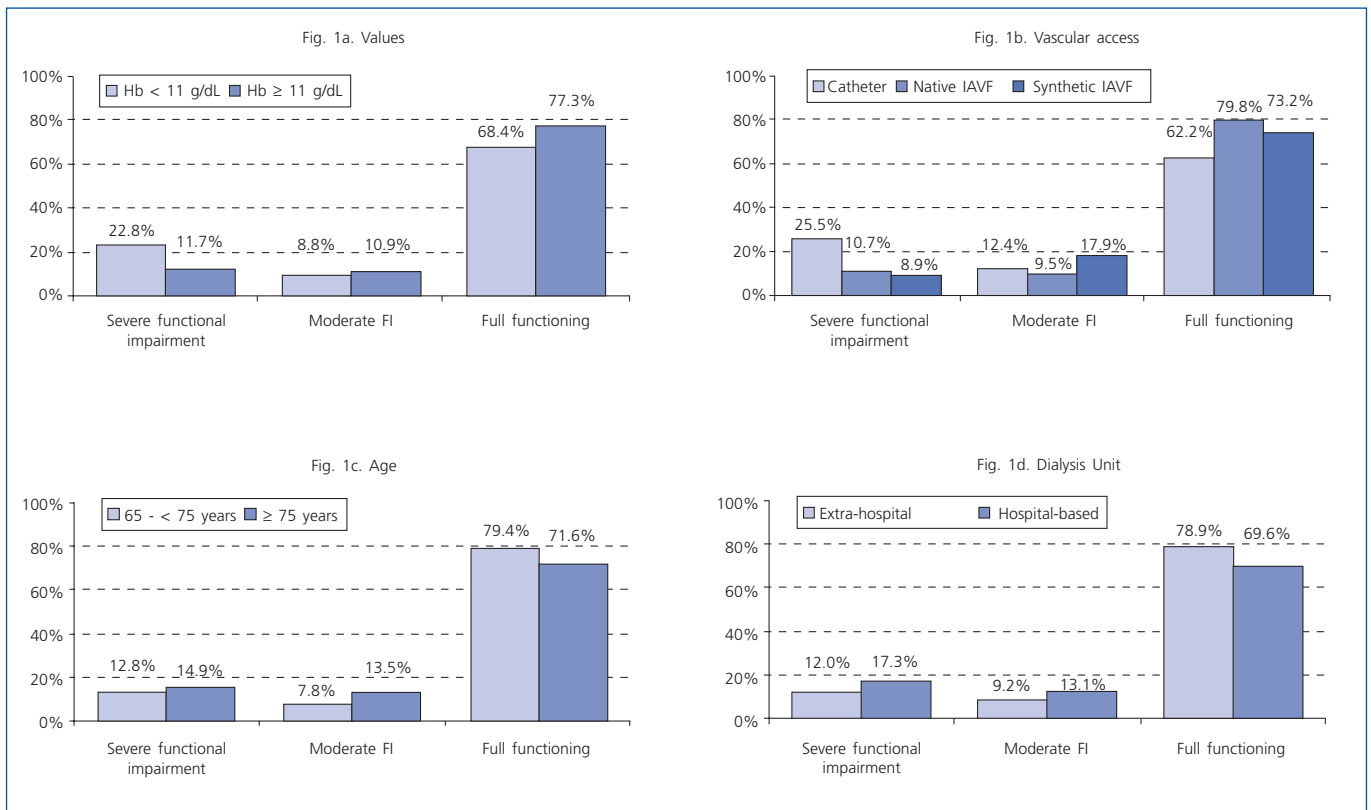 Fig. 1a. Values
100%
80%
60%
40%
20%
0%
Hb < 11 g/dL Hb ≥ 11 g/dL
22.8%
11.7%
8.8%
10.9%
68.4%
77.3%
Severe functional
impairment
Moderate FI
Full functioning
Fig. 1b. Vascular access
100%
80%
60%
40%
20%
0%
Catheter Native IAVF Synthetic IAVF
25.5%
10.7%
8.9%
12.4%
9.5%
17.9%
62.2%
79.8%
73.2%
Severe functional
impairment
Moderate FI
Full functioning
Fig. 1c. Age
100%
80%
60%
40%
20%
0%
65 - < 75 years ≥ 75 years
12.8%
14.9%
7.8%
13.5%
79.4%
71.6%
Severe functional
impairment
Moderate FI
Full functioning
Fig. 1d. Dialysis Unit
100%
80%
60%
40%
20%
0%
Extra-hospital Hospital-based
12.0%
17.3%
9.2%
13.1%
78.9%
69.6%
Severe functional
impairment
Moderate FI
Full functioning